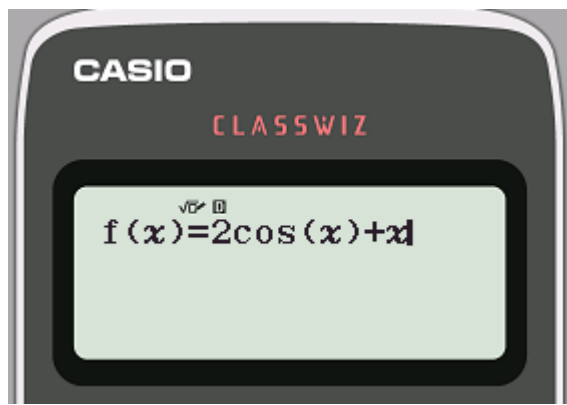 CASIO
CLASSWIZ
√▱ D
f(x)=2cos(x)+x